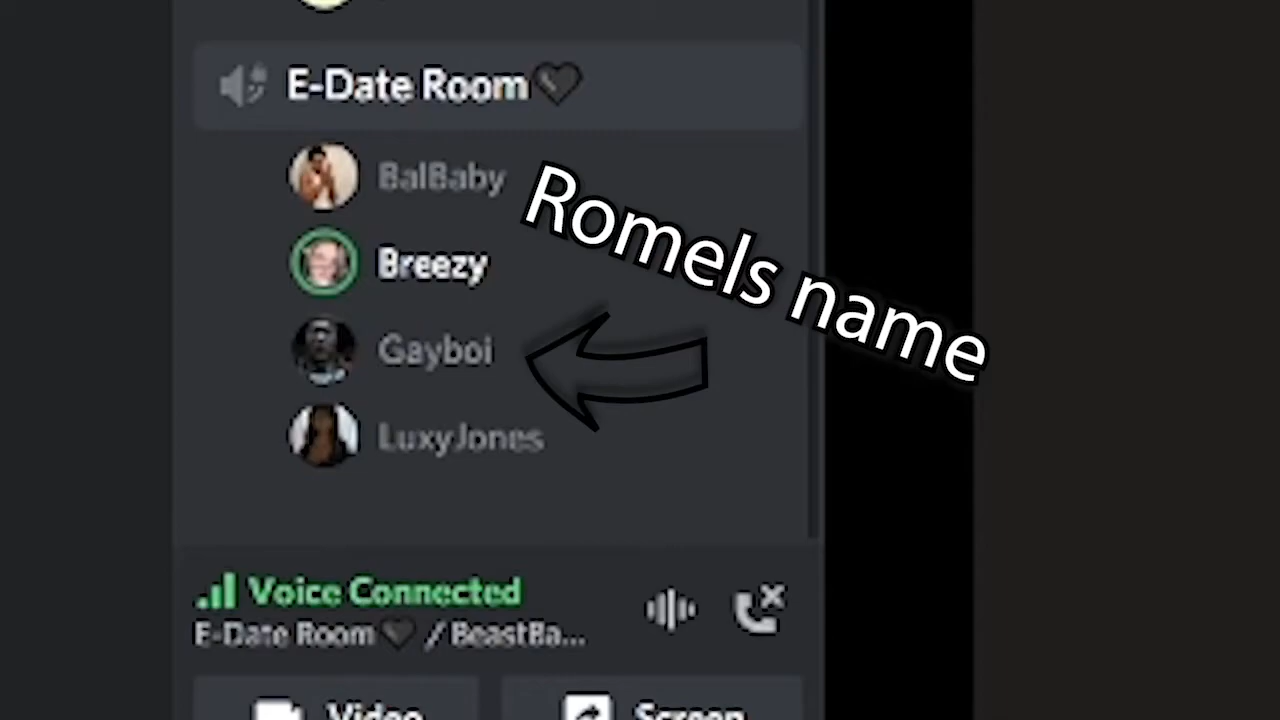 E-Date Room🖤
BalBaby
Romels name
Breezy
Gayboi
LuxyJones
Voice Connected
E-Date Room🖤 / BeastBa...
Video
Screen